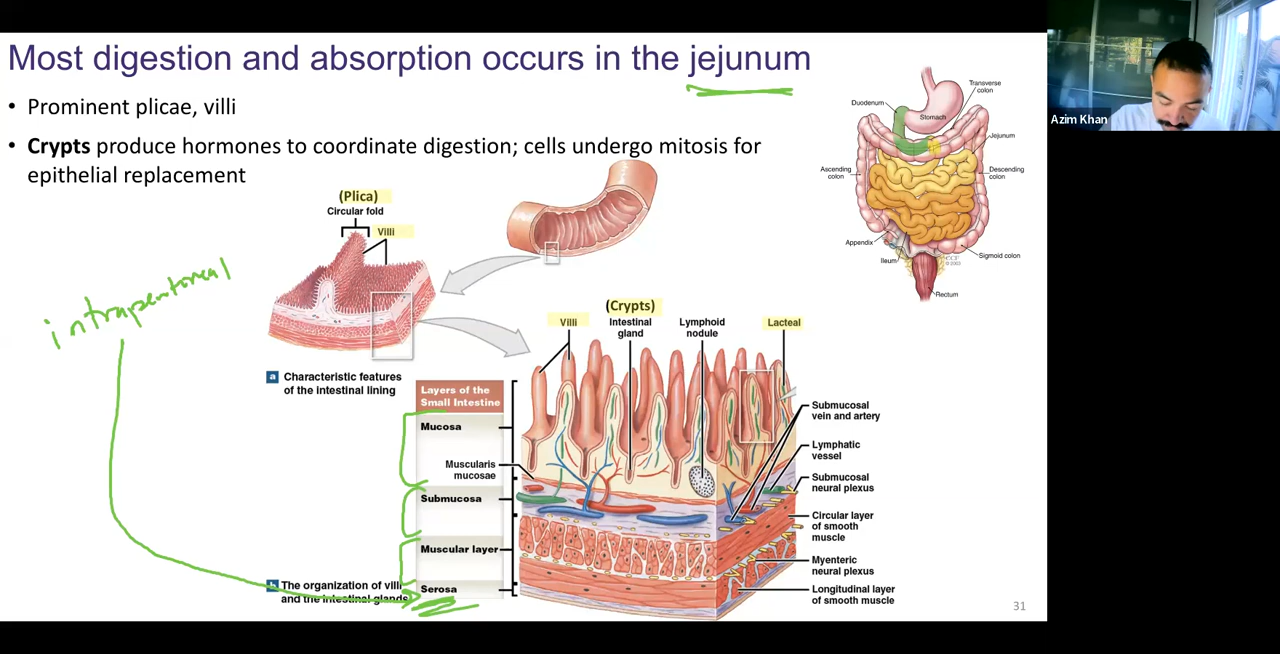 Most digestion and absorption occurs in the jejunum
• Prominent plicae, villi
• Crypts produce hormones to coordinate digestion; cells undergo mitosis for
epithelial replacement
Azim Khan
Transverse
colon
Duodenum
Stomach
Jejunum
Ascending
colon
Descending
colon
Appendix
Ileum
Sigmoid colon
©2003
Rectum
(Plica)
Circular fold
Villi
intraperitoneal
a Characteristic features
of the intestinal lining
(Crypts)
Villi
Intestinal
gland
Lymphoid
nodule
Lacteal
Layers of the
Small Intestine
Mucosa
Muscularis
mucosae
Submucosa
Muscular layer
Serosa
Submucosal
vein and artery
Lymphatic
vessel
Submucosal
neural plexus
Circular layer
of smooth
muscle
Myenteric
neural plexus
Longitudinal layer
of smooth muscle
b The organization of villi
and the intestinal glands
31